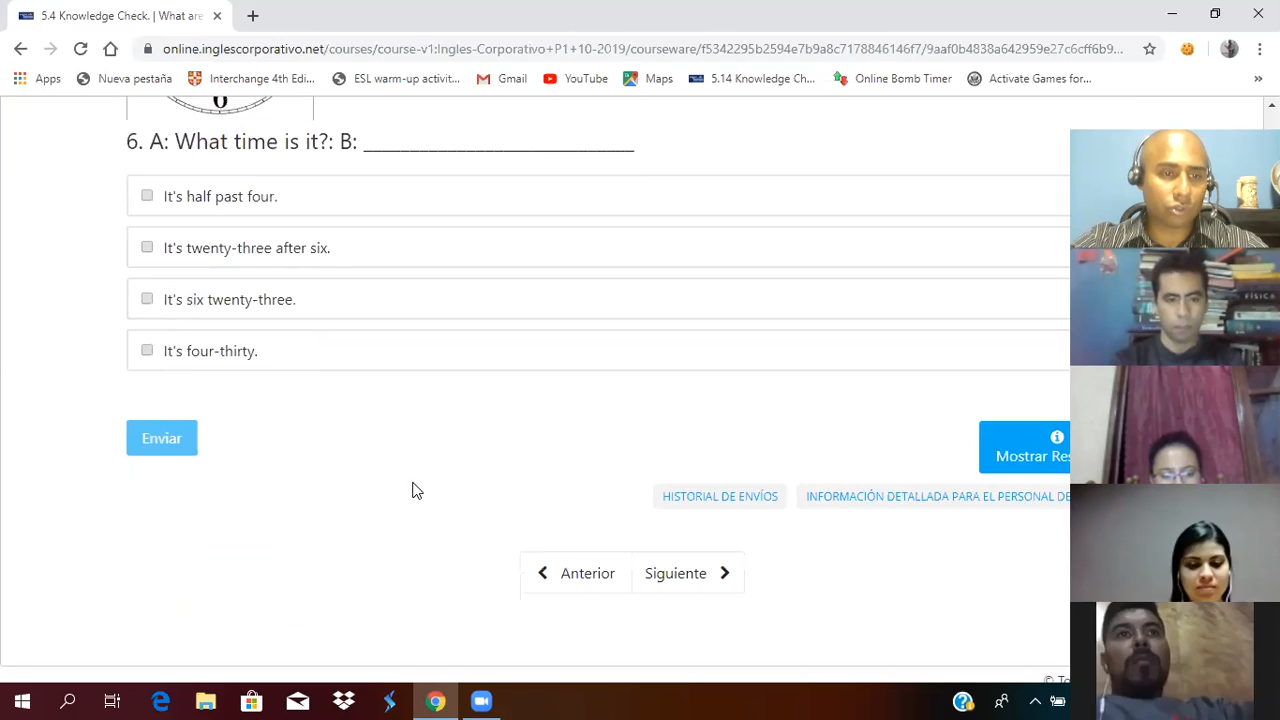 5.4 Knowledge Check. | What are
online.inglescorporativo.net/courses/course-v1:Ingles-Corporativo+P1+10-2019/courseware/f5342295b2594e7b9a8c7178846146f7/9aaf0b4838a642959e27c6cff6b9...
Apps Nueva pestaña Interchange 4th Edi... ESL warm-up activit... Gmail YouTube Maps 5.14 Knowledge Ch... Online Bomb Timer Activate Games for... »
6
6. A: What time is it?: B: ______________________________
It's half past four.
It's twenty-three after six.
It's six twenty-three.
It's four-thirty.
Enviar
Mostrar Res
HISTORIAL DE ENVÍOS INFORMACIÓN DETALLADA PARA EL PERSONAL DE
Anterior Siguiente
© To
FÍSICA